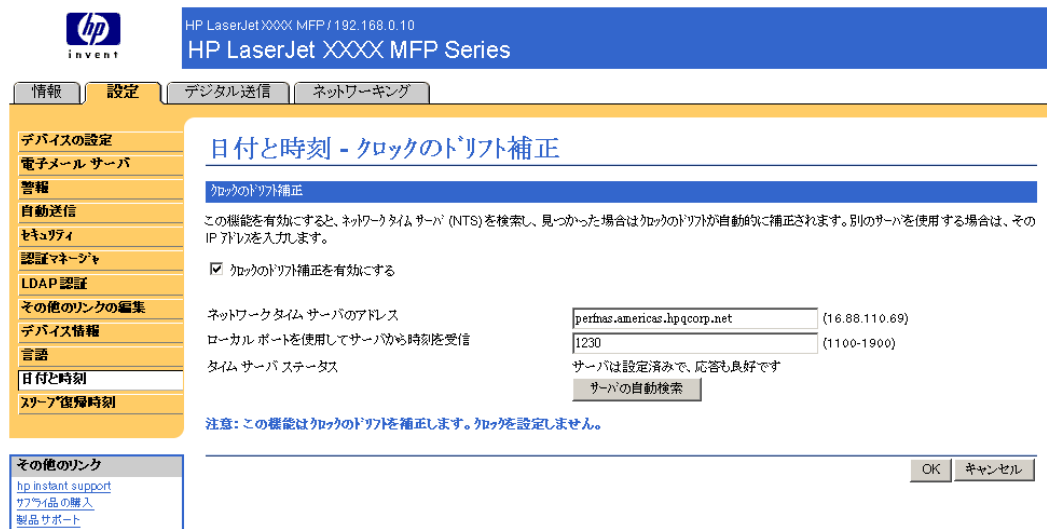 hp
invent
HP LaserJet XXXX MFP / 192.168.0.10
HP LaserJet XXXX MFP Series
情報
設定
デジタル送信
ネットワーキング
デバイスの設定
電子メール サーバ
警報
自動送信
セキュリティ
認証マネージャ
LDAP 認証
その他のリンクの編集
デバイス情報
言語
日付と時刻
スリープ復帰時刻
その他のリンク
hp instant support
サプライ品の購入
製品サポート
日付と時刻 - クロックのドリフト補正
クロックのドリフト補正
この機能を有効にすると、ネットワーク タイム サーバ (NTS) を検索し、見つかった場合はクロックのドリフトが自動的に補正されます。別のサーバを使用する場合は、その
IP アドレスを入力します。
クロックのドリフト補正を有効にする
ネットワーク タイム サーバのアドレス
perfnas.americas.hpqcorp.net
(16.88.110.69)
ローカル ポートを使用してサーバから時刻を受信
1230
(1100-1900)
タイム サーバ ステータス
サーバは設定済みで、応答も良好です
サーバの自動検索
注意: この機能はクロックのドリフトを補正します。クロックを設定しません。
OK
キャンセル